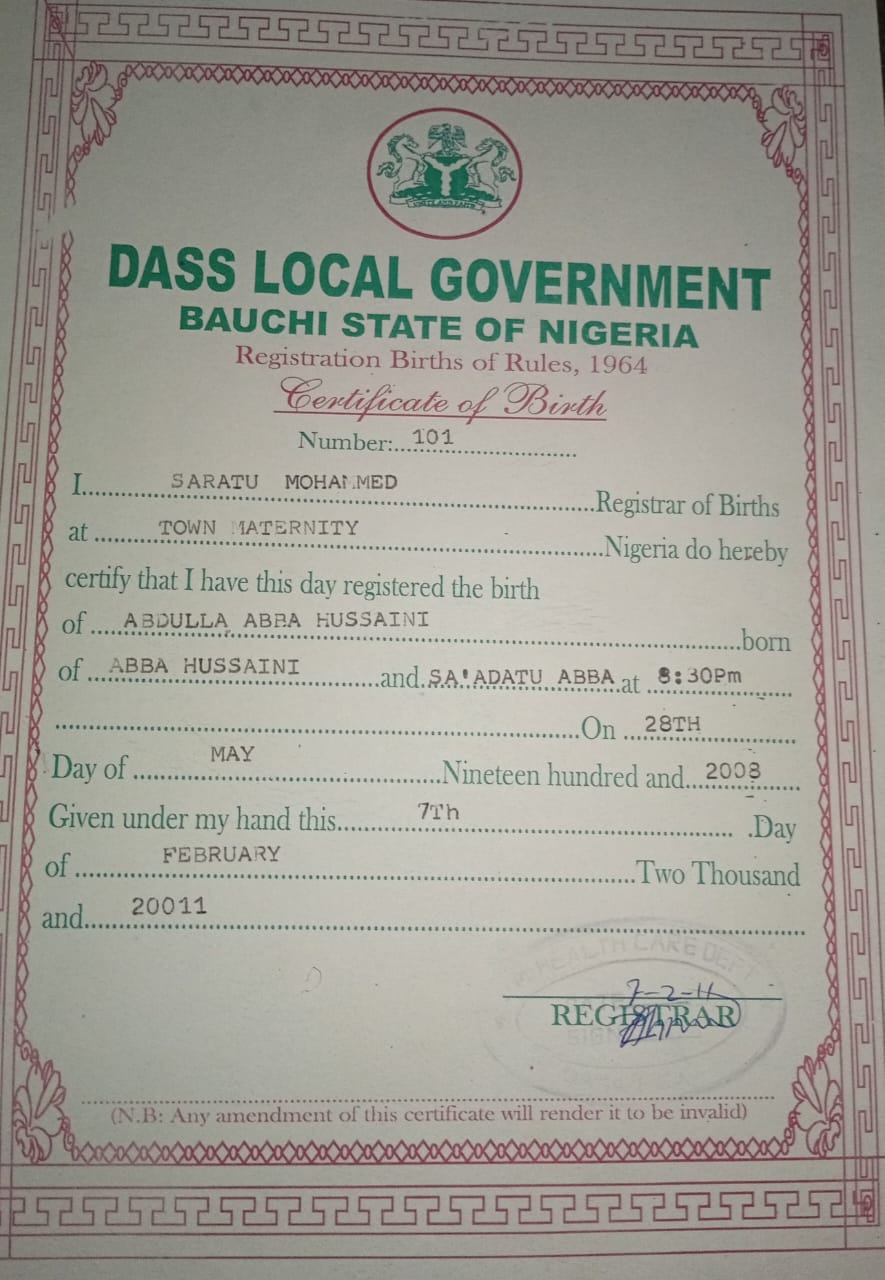 DASS LOCAL GOVERNMENT
BAUCHI STATE OF NIGERIA
Registration Births of Rules, 1964
Certificate of Birth
Number:...101
I. SARATU MOHAMMED Registrar of Births
at TOWN MATERNITY Nigeria do hereby
certify that I have this day registered the birth
of ABDULLA ABBA HUSSAINI born
of ABBA HUSSAINI and SA'ADATU ABBA at 8:30Pm
On 28TH
Day of MAY Nineteen hundred and 2008
Given under my hand this 7Th Day
of FEBRUARY Two Thousand
and 20011
HEALTH CARE DEPT
7-2-11
REGISTRAR
(N.B: Any amendment of this certificate will render it to be invalid)